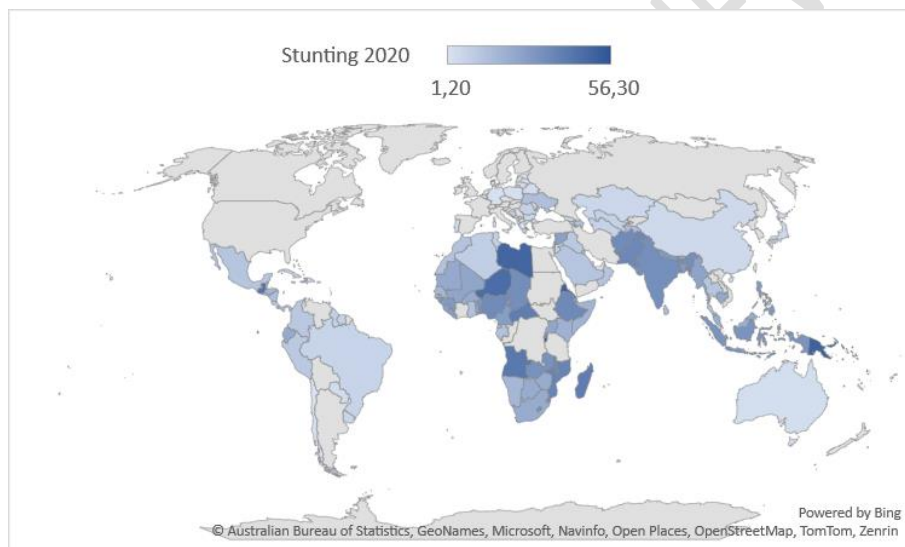 Stunting 2020
1,20 56,30
Powered by Bing
© Australian Bureau of Statistics, GeoNames, Microsoft, Navinfo, Open Places, OpenStreetMap, TomTom, Zenrin